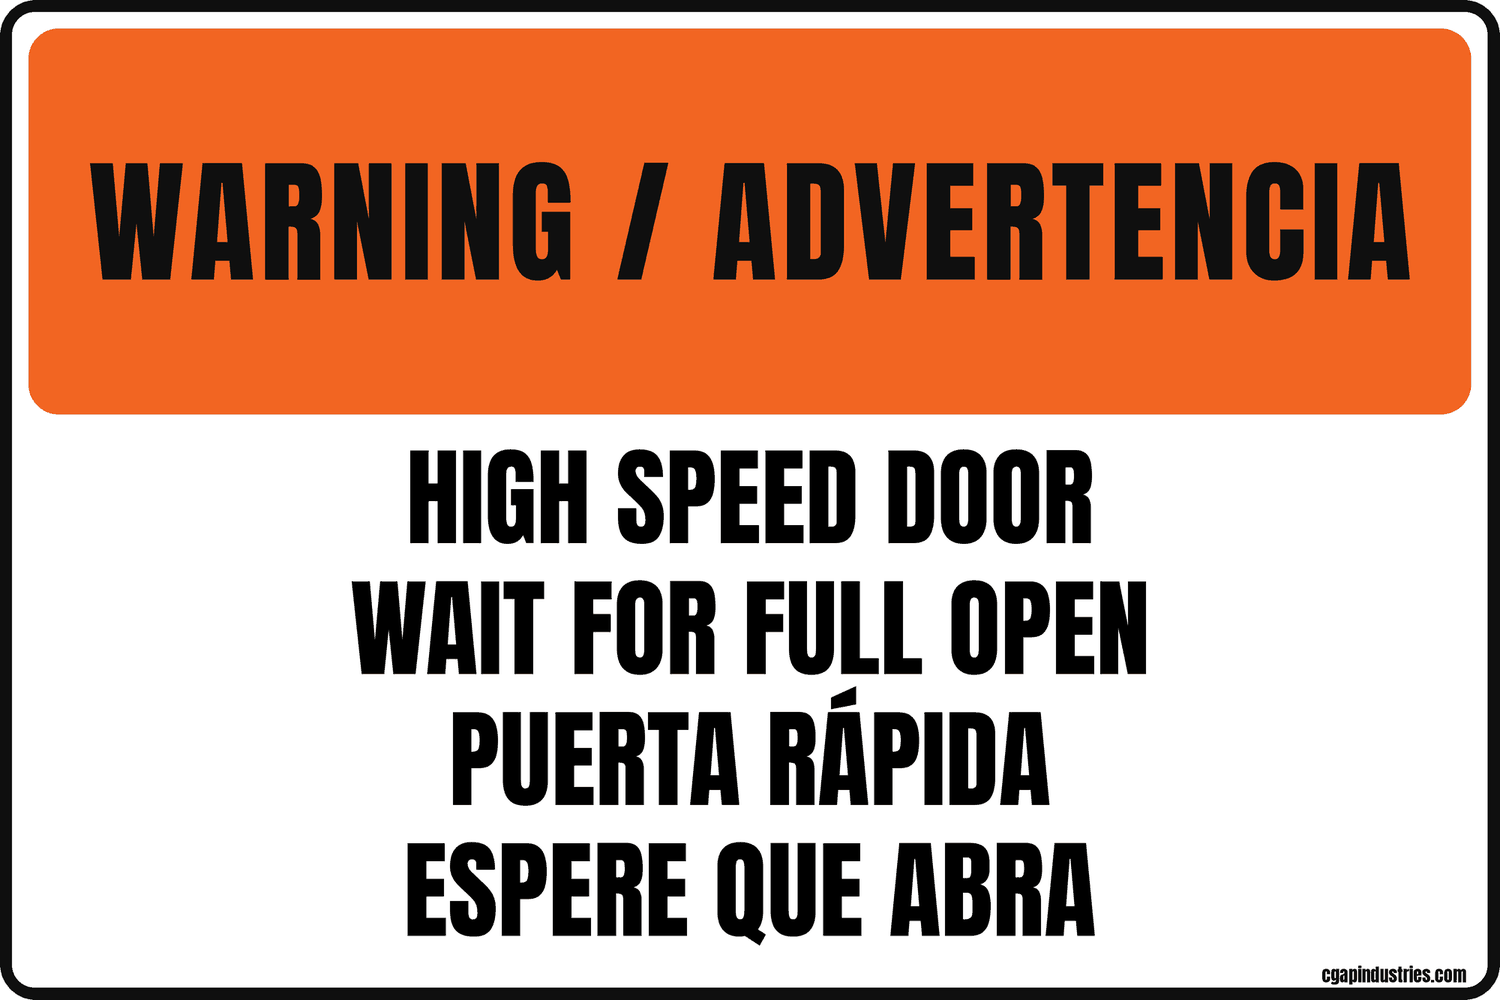 WARNING / ADVERTENCIA
HIGH SPEED DOOR
WAIT FOR FULL OPEN
PUERTA RÁPIDA
ESPERE QUE ABRA
cgapindustries.com